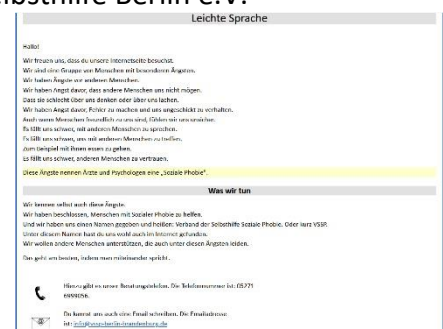 Selbsthilfe Berlin e.V.
Leichte Sprache
Hallo!
Wir freuen uns, dass du unsere Internetseite besuchst.
Wir sind eine Gruppe von Menschen mit besonderen Ängsten.
Wir haben Ängste vor anderen Menschen.
Wir haben Angst davor, dass andere Menschen uns nicht mögen.
Dass sie schlecht über uns denken oder über uns lachen.
Wir haben Angst davor, Fehler zu machen und uns ungeschickt zu verhalten.
Auch wenn Menschen freundlich zu uns sind, fühlen wir uns unsicher.
Es fällt uns schwer, mit anderen Menschen zu sprechen.
Es fällt uns schwer, uns mit anderen Menschen zu treffen.
Zum Beispiel mit ihnen essen zu gehen.
Es fällt uns schwer, anderen Menschen zu vertrauen.
Diese Ängste nennen Ärzte und Psychologen eine „Soziale Phobie“.
Was wir tun
Wir kennen selbst auch diese Ängste.
Wir haben beschlossen, Menschen mit Sozialer Phobie zu helfen.
Und wir haben uns einen Namen gegeben und heißen: Verband der Selbsthilfe Soziale Phobie. Oder kurz VSSP.
Unter diesem Namen hast du uns wohl auch im Internet gefunden.
Wir wollen andere Menschen unterstützen, die auch unter diesen Ängsten leiden.
Das geht am besten, indem man miteinander spricht.
Hierzu gibt es unser Beratungstelefon. Die Telefonnummer ist: 05271
6999056.
Du kannst uns auch eine Email schreiben. Die Emailadresse
ist: info@vssp-berlin-brandenburg.de